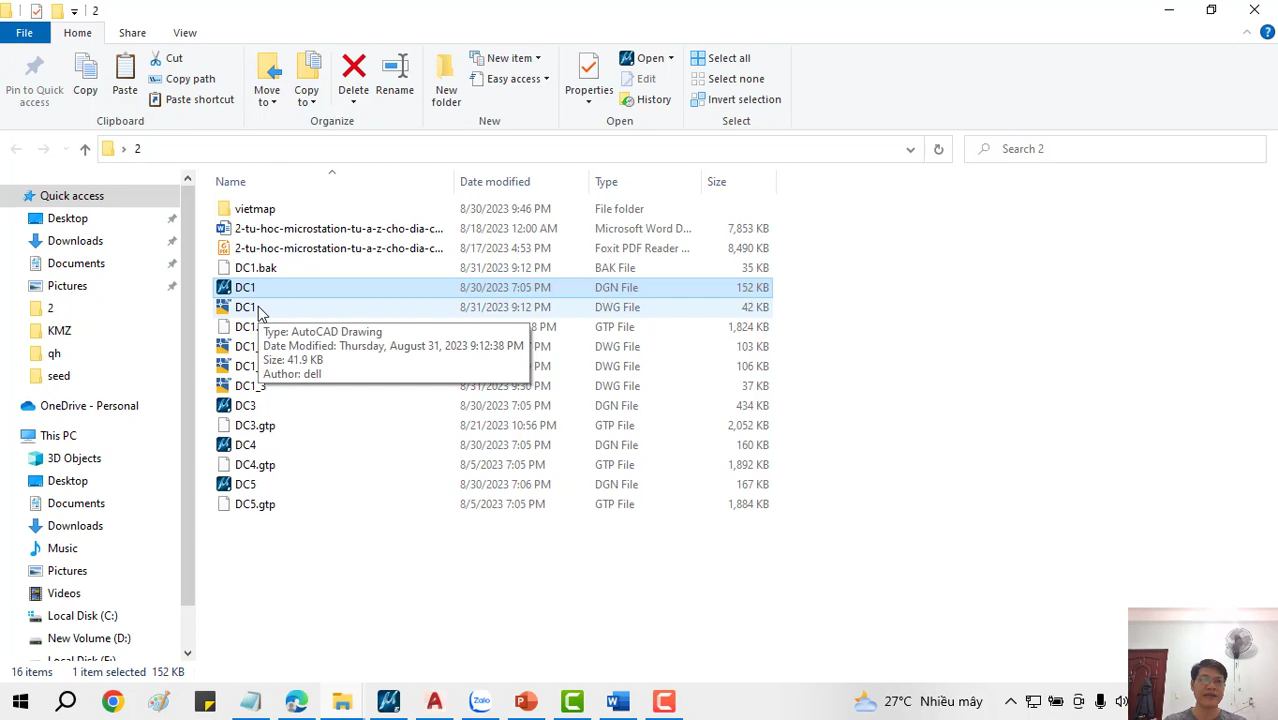 2
File Home Share View
Pin to Quick access
Copy
Paste
Cut
Copy path
Paste shortcut
Clipboard
Move to
Copy to
Delete
Rename
Organize
New folder
New item
Easy access
New
Properties
Open
Edit
History
Open
Select all
Select none
Invert selection
Select
2
Search 2
Name Date modified Type Size
vietmap 8/30/2023 9:46 PM File folder
2-tu-hoc-microstation-tu-a-z-cho-dia-c... 8/18/2023 12:00 AM Microsoft Word D... 7,853 KB
2-tu-hoc-microstation-tu-a-z-cho-dia-c... 8/17/2023 4:53 PM Foxit PDF Reader ... 8,490 KB
DC1.bak 8/31/2023 9:12 PM BAK File 35 KB
DC1 8/30/2023 7:05 PM DGN File 152 KB
DC1 8/31/2023 9:12 PM DWG File 42 KB
DC1. 8 PM GTP File 1,824 KB
DC1_ PM DWG File 103 KB
DC1_ PM DWG File 106 KB
DC1_3 8/31/2023 9:30 PM DWG File 37 KB
DC3 8/30/2023 7:05 PM DGN File 434 KB
DC3.gtp 8/21/2023 10:56 PM GTP File 2,052 KB
DC4 8/30/2023 7:05 PM DGN File 160 KB
DC4.gtp 8/5/2023 7:05 PM GTP File 1,892 KB
DC5 8/30/2023 7:06 PM DGN File 167 KB
DC5.gtp 8/5/2023 7:05 PM GTP File 1,884 KB
Type: AutoCAD Drawing
Date Modified: Thursday, August 31, 2023 9:12:38 PM
Size: 41.9 KB
Author: dell
Quick access
Desktop
Downloads
Documents
Pictures
2
KMZ
qh
seed
OneDrive - Personal
This PC
3D Objects
Desktop
Documents
Downloads
Music
Pictures
Videos
Local Disk (C:)
New Volume (D:)
16 items 1 item selected 152 KB
Zalo
27°C Nhiều mây